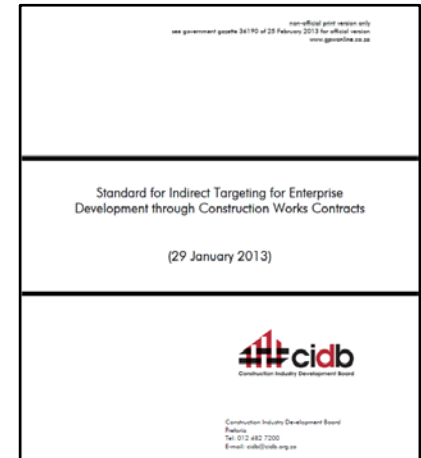 non-official print version only
see government gazette 36190 of 25 February 2013 for official version
www.gpwonline.co.za
Standard for Indirect Targeting for Enterprise
Development through Construction Works Contracts
(29 January 2013)
cidb
Construction Industry Development Board
Construction Industry Development Board
Pretoria
Tel: 012 482 7200
E-mail: cidb@cidb.org.za